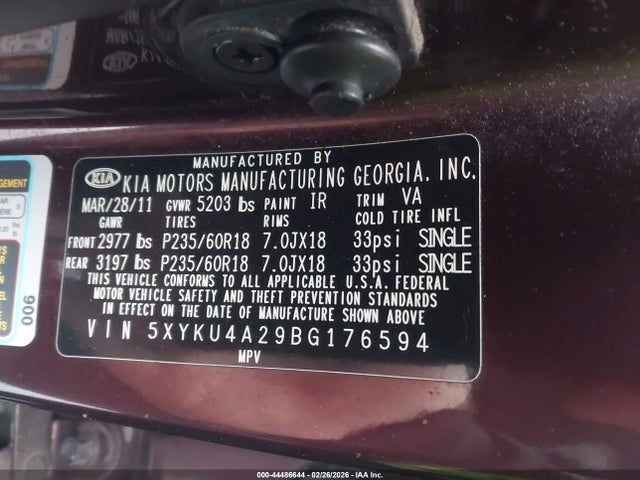 MANUFACTURED BY
KIA KIA MOTORS MANUFACTURING GEORGIA, INC.
MAR/28/11 GVWR 5203 lbs PAINT IR TRIM VA
GAWR TIRES RIMS COLD TIRE INFL
FRONT 2977 lbs P235/60R18 7.0JX18 33psi SINGLE
REAR 3197 lbs P235/60R18 7.0JX18 33psi SINGLE
THIS VEHICLE CONFORMS TO ALL APPLICABLE U.S.A. FEDERAL
MOTOR VEHICLE SAFETY AND THEFT PREVENTION STANDARDS
IN EFFECT ON THE DATE OF MANUFACTURE SHOWN ABOVE
VIN 5XYKU4A29BG176594
MPV
006
000-44486644 - 02/26/2026 - IAA Inc.